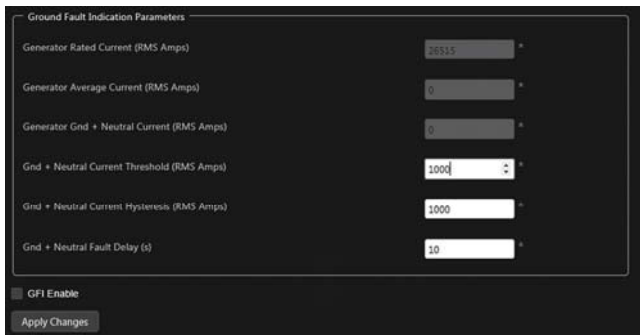 Ground Fault Indication Parameters
Generator Rated Current (RMS Amps) 26515 *
Generator Average Current (RMS Amps) 0 *
Generator Gnd + Neutral Current (RMS Amps) 0 *
Gnd + Neutral Current Threshold (RMS Amps) 1000 *
Gnd + Neutral Current Hysteresis (RMS Amps) 1000 *
Gnd + Neutral Fault Delay (s) 10 *
GFI Enable
Apply Changes